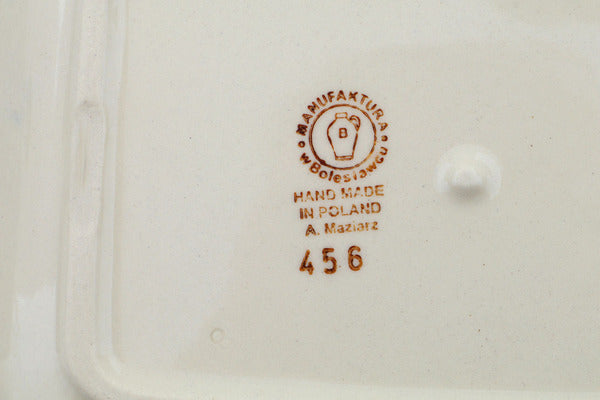 MANUFAKTURA
w Bolesławcu
B
HAND MADE
IN POLAND
A. Maziarz
456